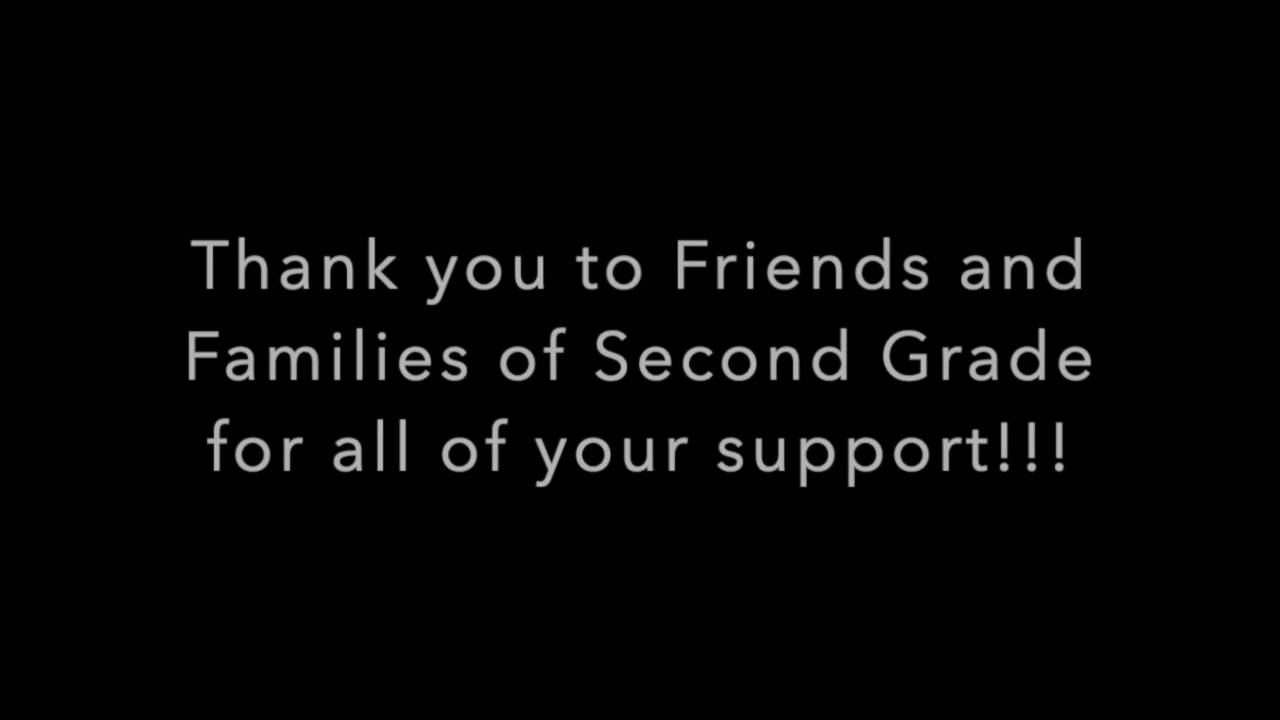 Thank you to Friends and
Families of Second Grade
for all of your support!!!